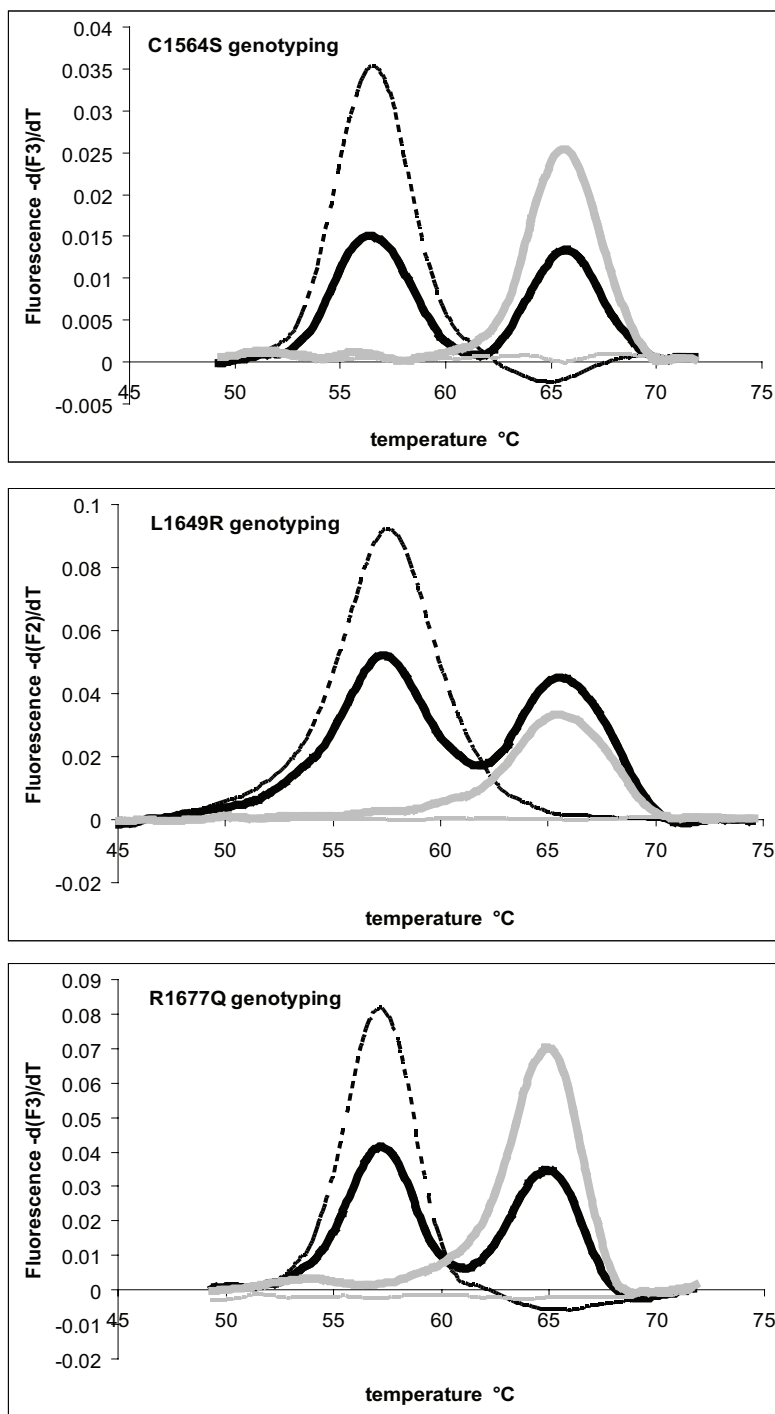 C1564S genotyping
Fluorescence -d(F3)/dT
0.04
0.035
0.03
0.025
0.02
0.015
0.01
0.005
0
-0.005
45 50 55 60 65 70 75
temperature °C
L1649R genotyping
Fluorescence -d(F2)/dT
0.1
0.08
0.06
0.04
0.02
0
-0.02
45 50 55 60 65 70 75
temperature °C
R1677Q genotyping
Fluorescence -d(F3)/dT
0.09
0.08
0.07
0.06
0.05
0.04
0.03
0.02
0.01
0
-0.01
-0.02
45 50 55 60 65 70 75
temperature °C